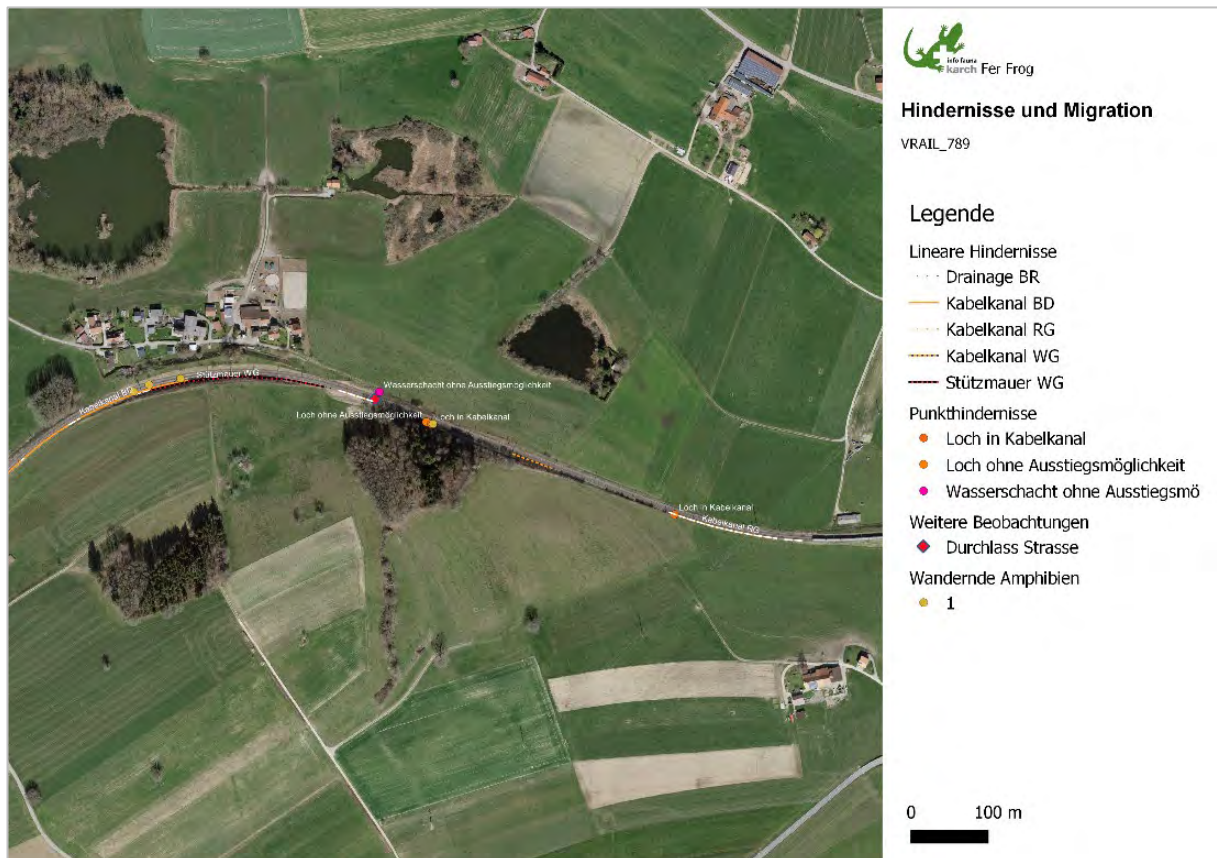 info fauna
karch Fer Frog
Hindernisse und Migration
VRAIL_789
Legende
Lineare Hindernisse
Drainage BR
Kabelkanal BD
Kabelkanal RG
Kabelkanal WG
Stützmauer WG
Punkthindernisse
Loch in Kabelkanal
Loch ohne Ausstiegsmöglichkeit
Wasserschacht ohne Ausstiegsmö
Weitere Beobachtungen
Durchlass Strasse
Wandernde Amphibien
1
0 100 m
Kabelkanal BD
Stützmauer WG
Wasserschacht ohne Ausstiegsmöglichkeit
Loch ohne Ausstiegsmöglichkeit
Loch in Kabelkanal
Loch in Kabelkanal
Kabelkanal RG